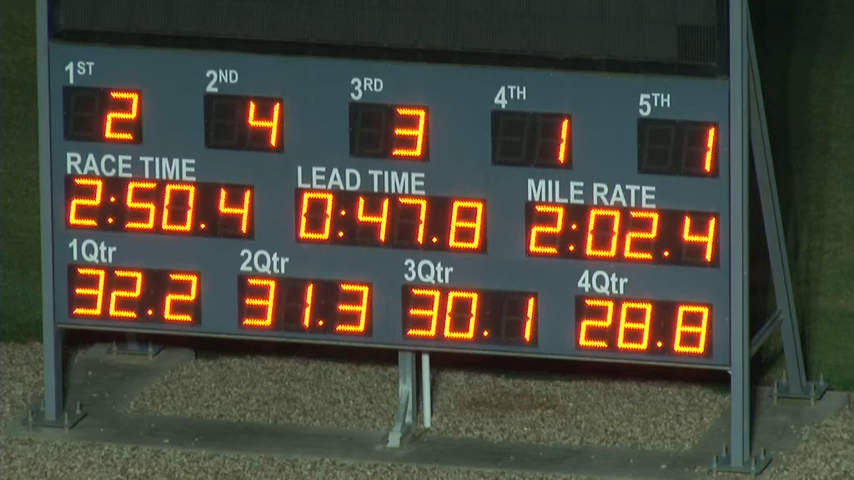 1ST 2ND 3RD 4TH 5TH
2 4 3 1 1
RACE TIME LEAD TIME MILE RATE
2:50.4 0:47.8 2:02.4
1Qtr 2Qtr 3Qtr 4Qtr
32.2 31.3 30.1 28.8